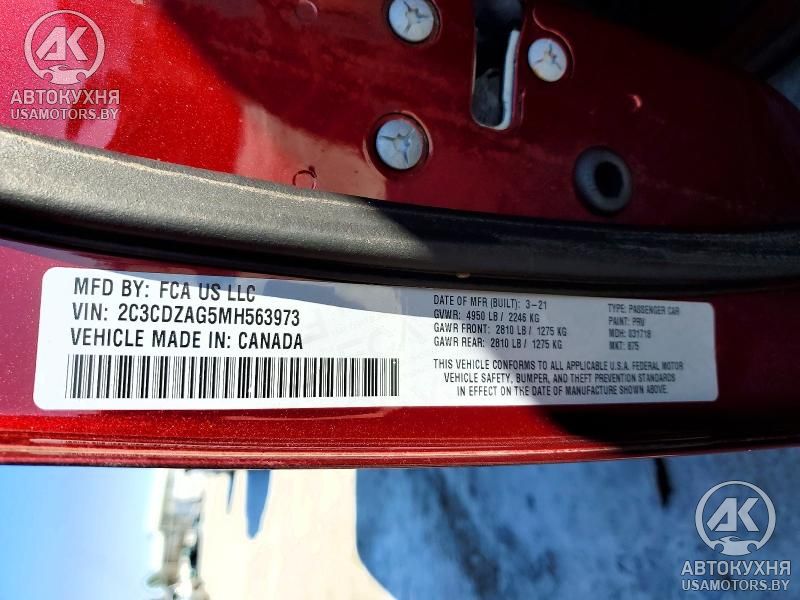 AK
АВТОКУХНЯ
USAMOTORS.BY
MFD BY: FCA US LLC
VIN: 2C3CDZAG5MH563973
VEHICLE MADE IN: CANADA
DATE OF MFR (BUILT): 3-21
GVWR: 4950 LB / 2246 KG
GAWR FRONT: 2810 LB / 1275 KG
GAWR REAR: 2810 LB / 1275 KG
TYPE: PASSENGER CAR
PAINT: PRV
MDH: 031718
MKT: 875
THIS VEHICLE CONFORMS TO ALL APPLICABLE U.S.A. FEDERAL MOTOR
VEHICLE SAFETY, BUMPER, AND THEFT PREVENTION STANDARDS
IN EFFECT ON THE DATE OF MANUFACTURE SHOWN ABOVE.
AK
АВТОКУХНЯ
USAMOTORS.BY